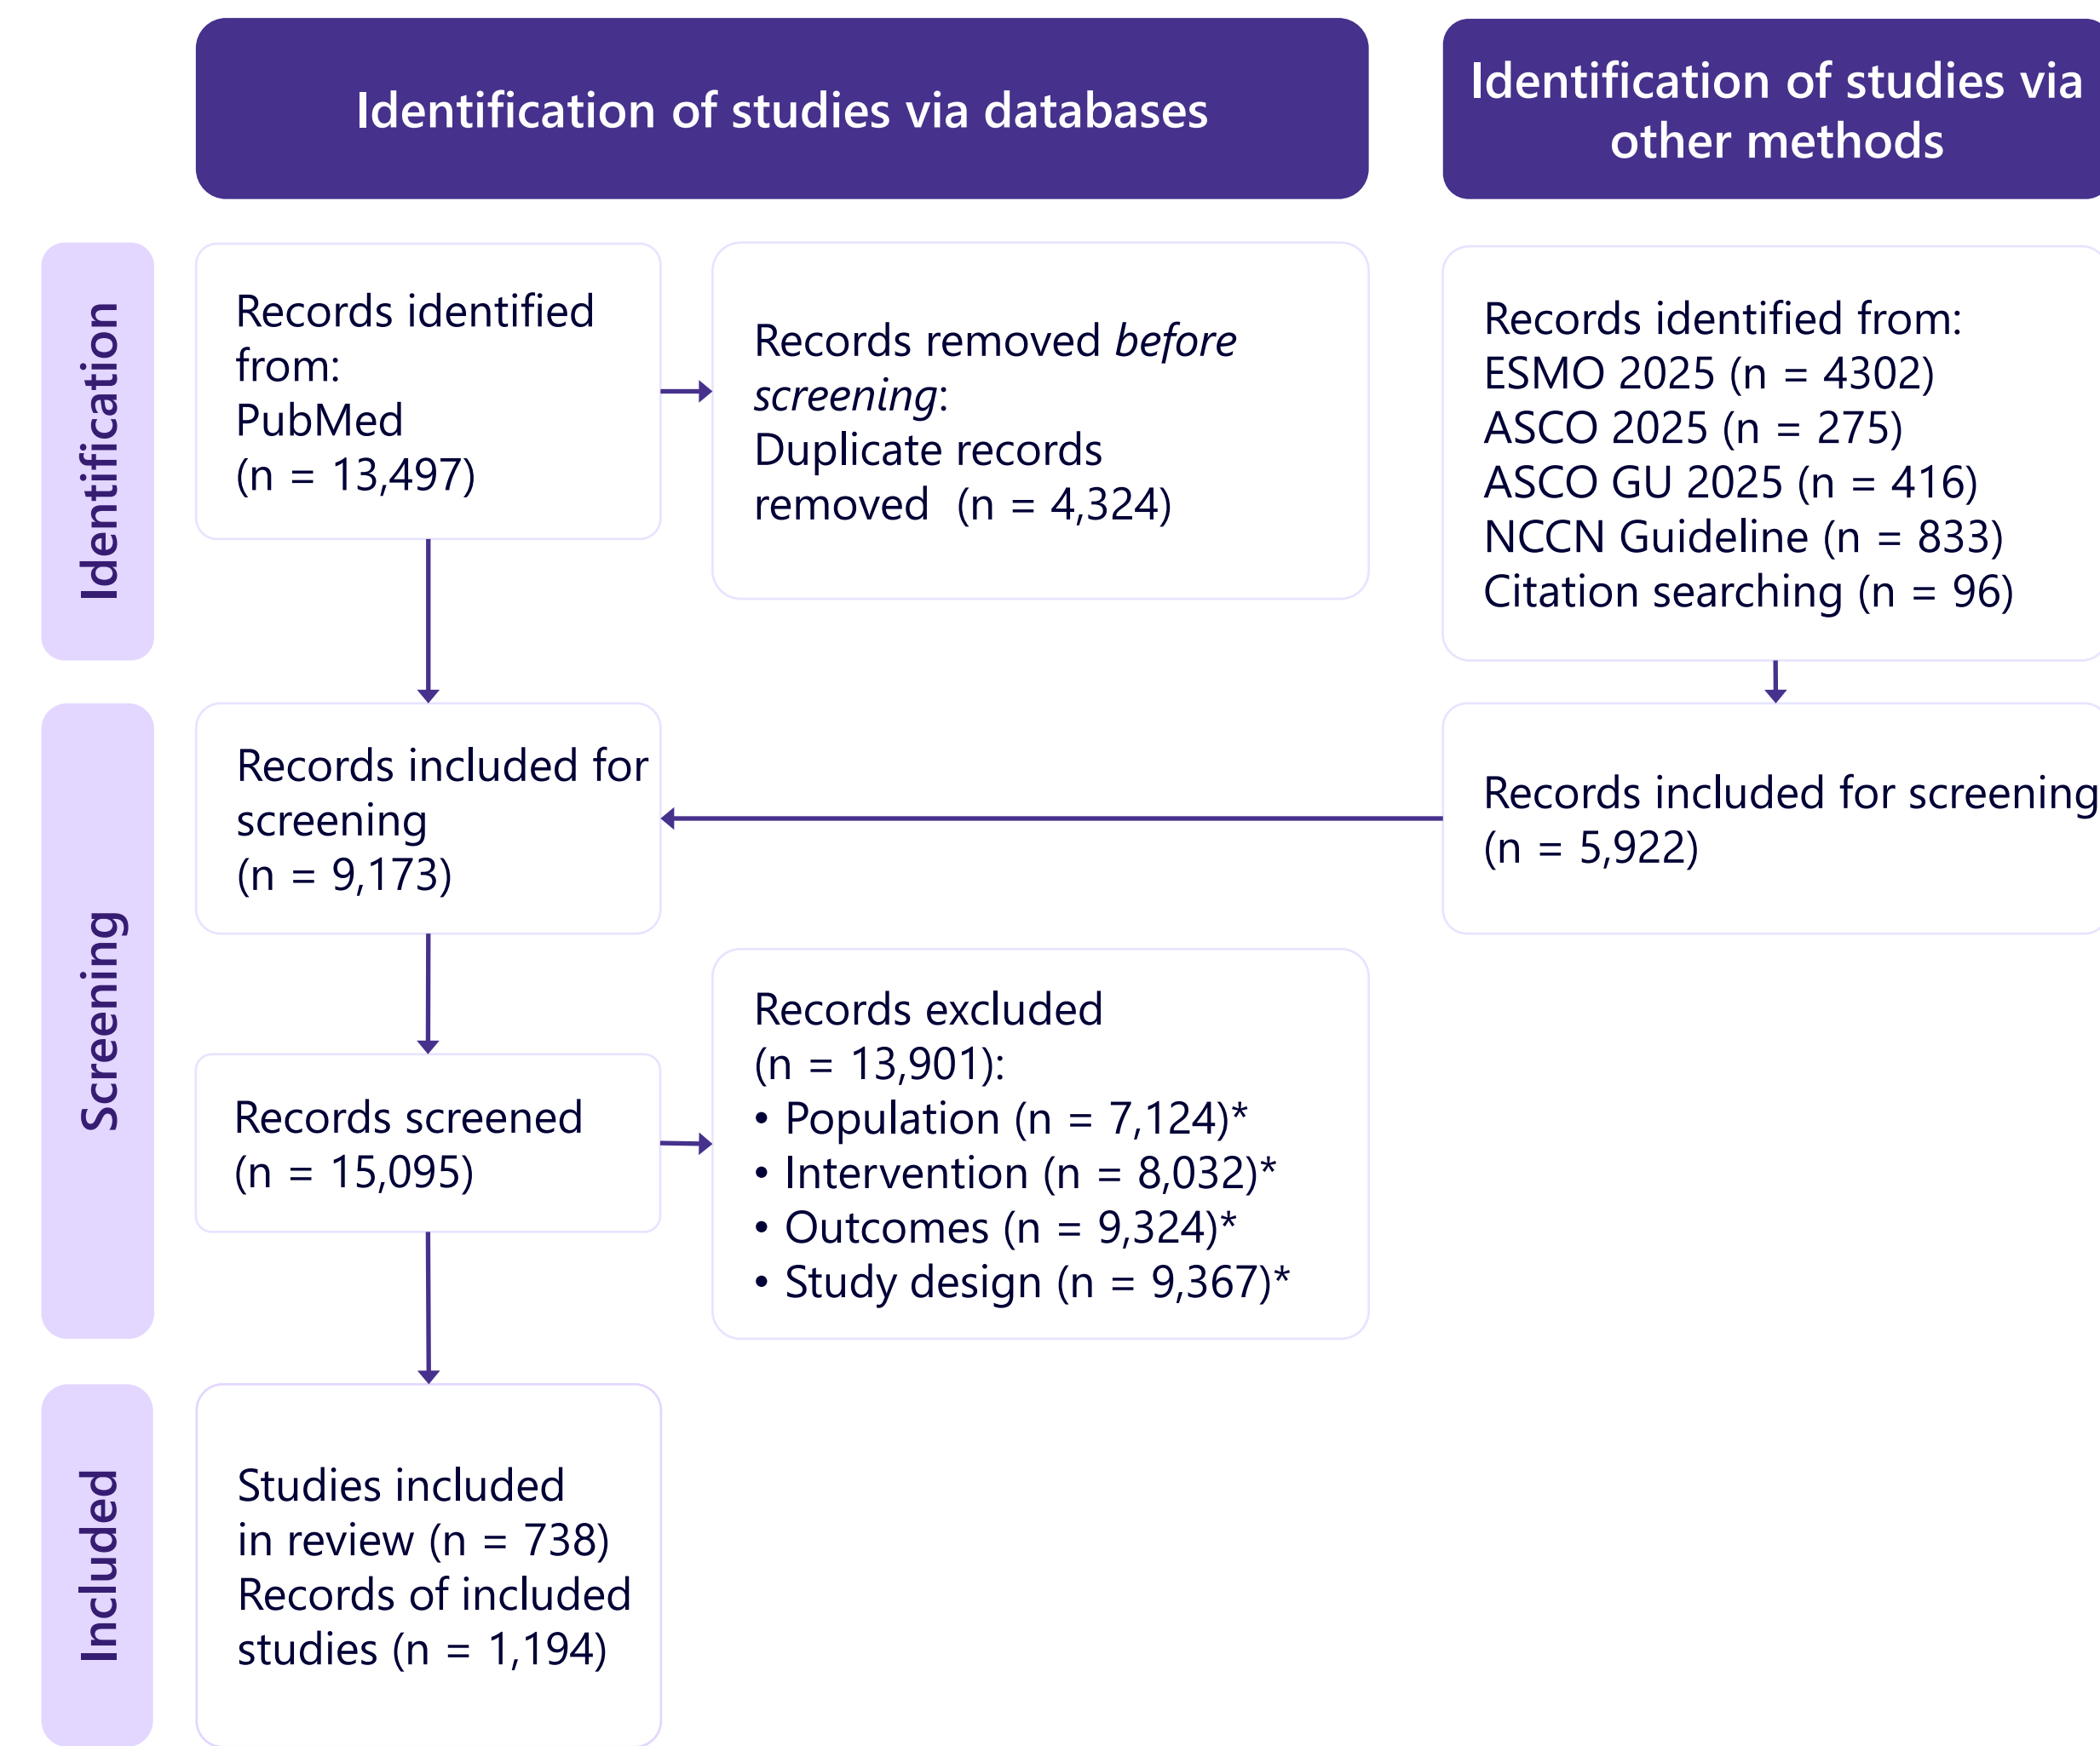 Identification of studies via databases
Identification of studies via
other methods
Identification
Records identified
from:
PubMed
(n = 13,497)
Records removed before
screening:
Duplicate records
removed  (n = 4,324)
Records identified from:
ESMO 2025 (n = 4302)
ASCO 2025 (n = 275)
ASCO GU 2025 (n = 416)
NCCN Guideline (n = 833)
Citation searching (n = 96)
Screening
Records included for
screening
(n = 9,173)
Records included for screening
(n = 5,922)
Records screened
(n = 15,095)
Records excluded
(n = 13,901):
• Population (n = 7,124)*
• Intervention (n = 8,032)*
• Outcomes (n = 9,324)*
• Study design (n = 9,367)*
Included
Studies included
in review (n = 738)
Records of included
studies (n = 1,194)